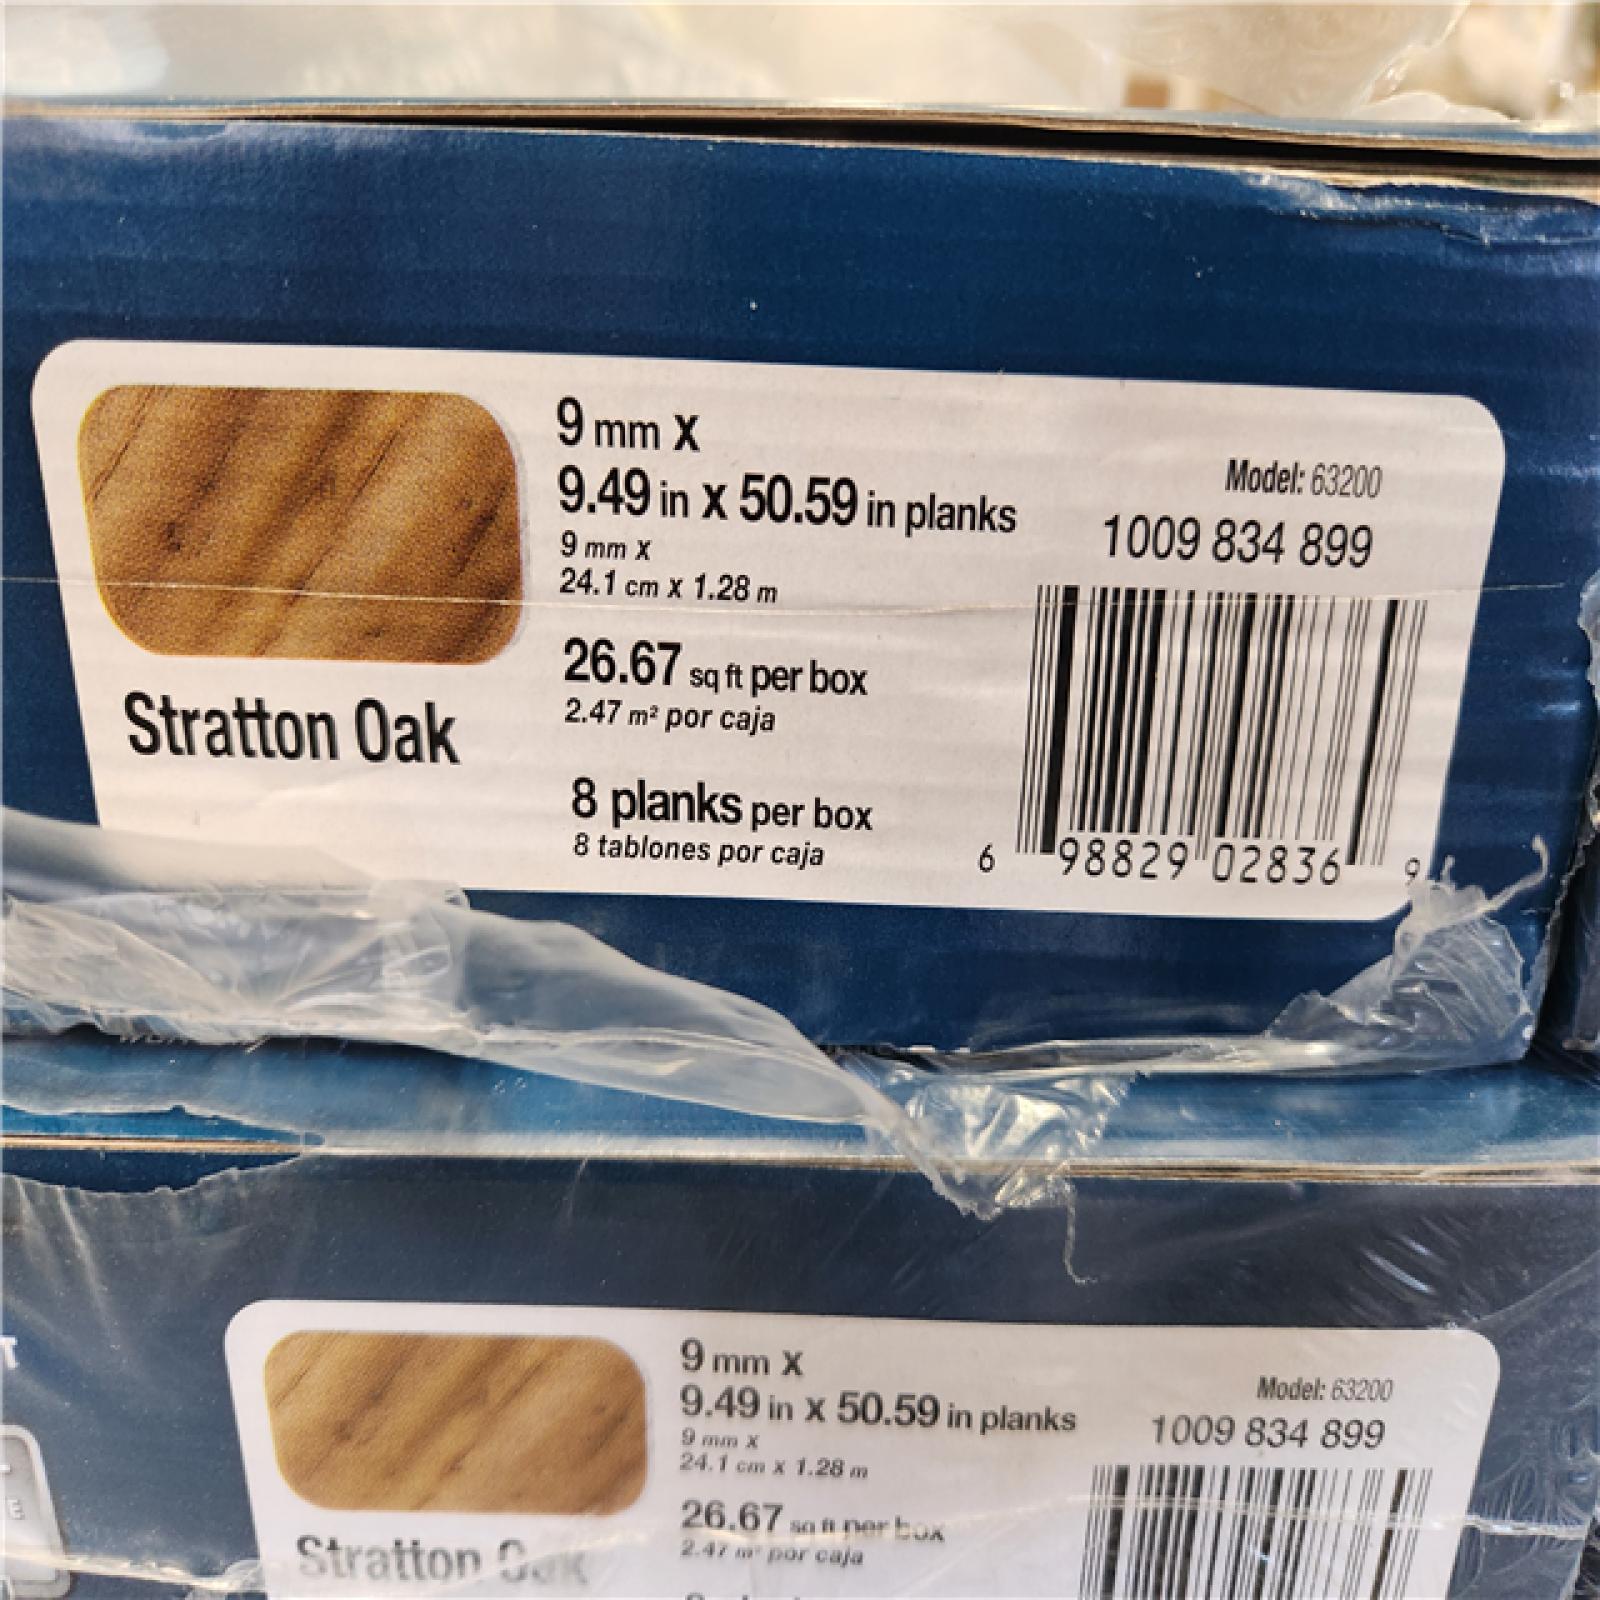 9 mm x
9.49 in x 50.59 in planks
9 mm x
24.1 cm x 1.28 m
26.67 sq ft per box
2.47 m² por caja
8 planks per box
8 tablones por caja
Stratton Oak
Model: 63200
1009 834 899
6 98829 02836 9
9 mm x
9.49 in x 50.59 in planks
9 mm x
24.1 cm x 1.28 m
26.67 sq ft per box
2.47 m² por caja
Stratton Oak
Model: 63200
1009 834 899
T
E